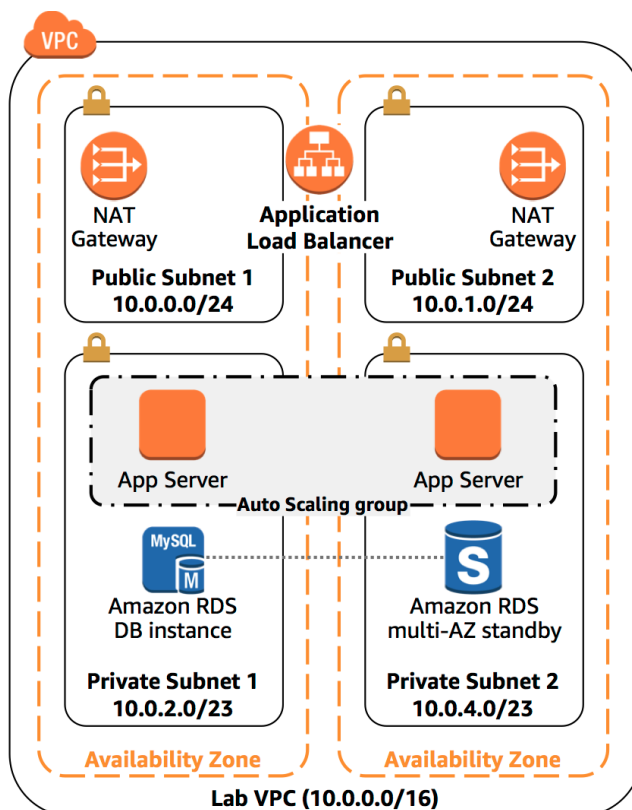 VPC
NAT
Gateway
Public Subnet 1
10.0.0.0/24
Application
Load Balancer
NAT
Gateway
Public Subnet 2
10.0.1.0/24
App Server
App Server
Auto Scaling group
MySQL
M
Amazon RDS
DB instance
S
Amazon RDS
multi-AZ standby
Private Subnet 1
10.0.2.0/23
Private Subnet 2
10.0.4.0/23
Availability Zone
Availability Zone
Lab VPC (10.0.0.0/16)